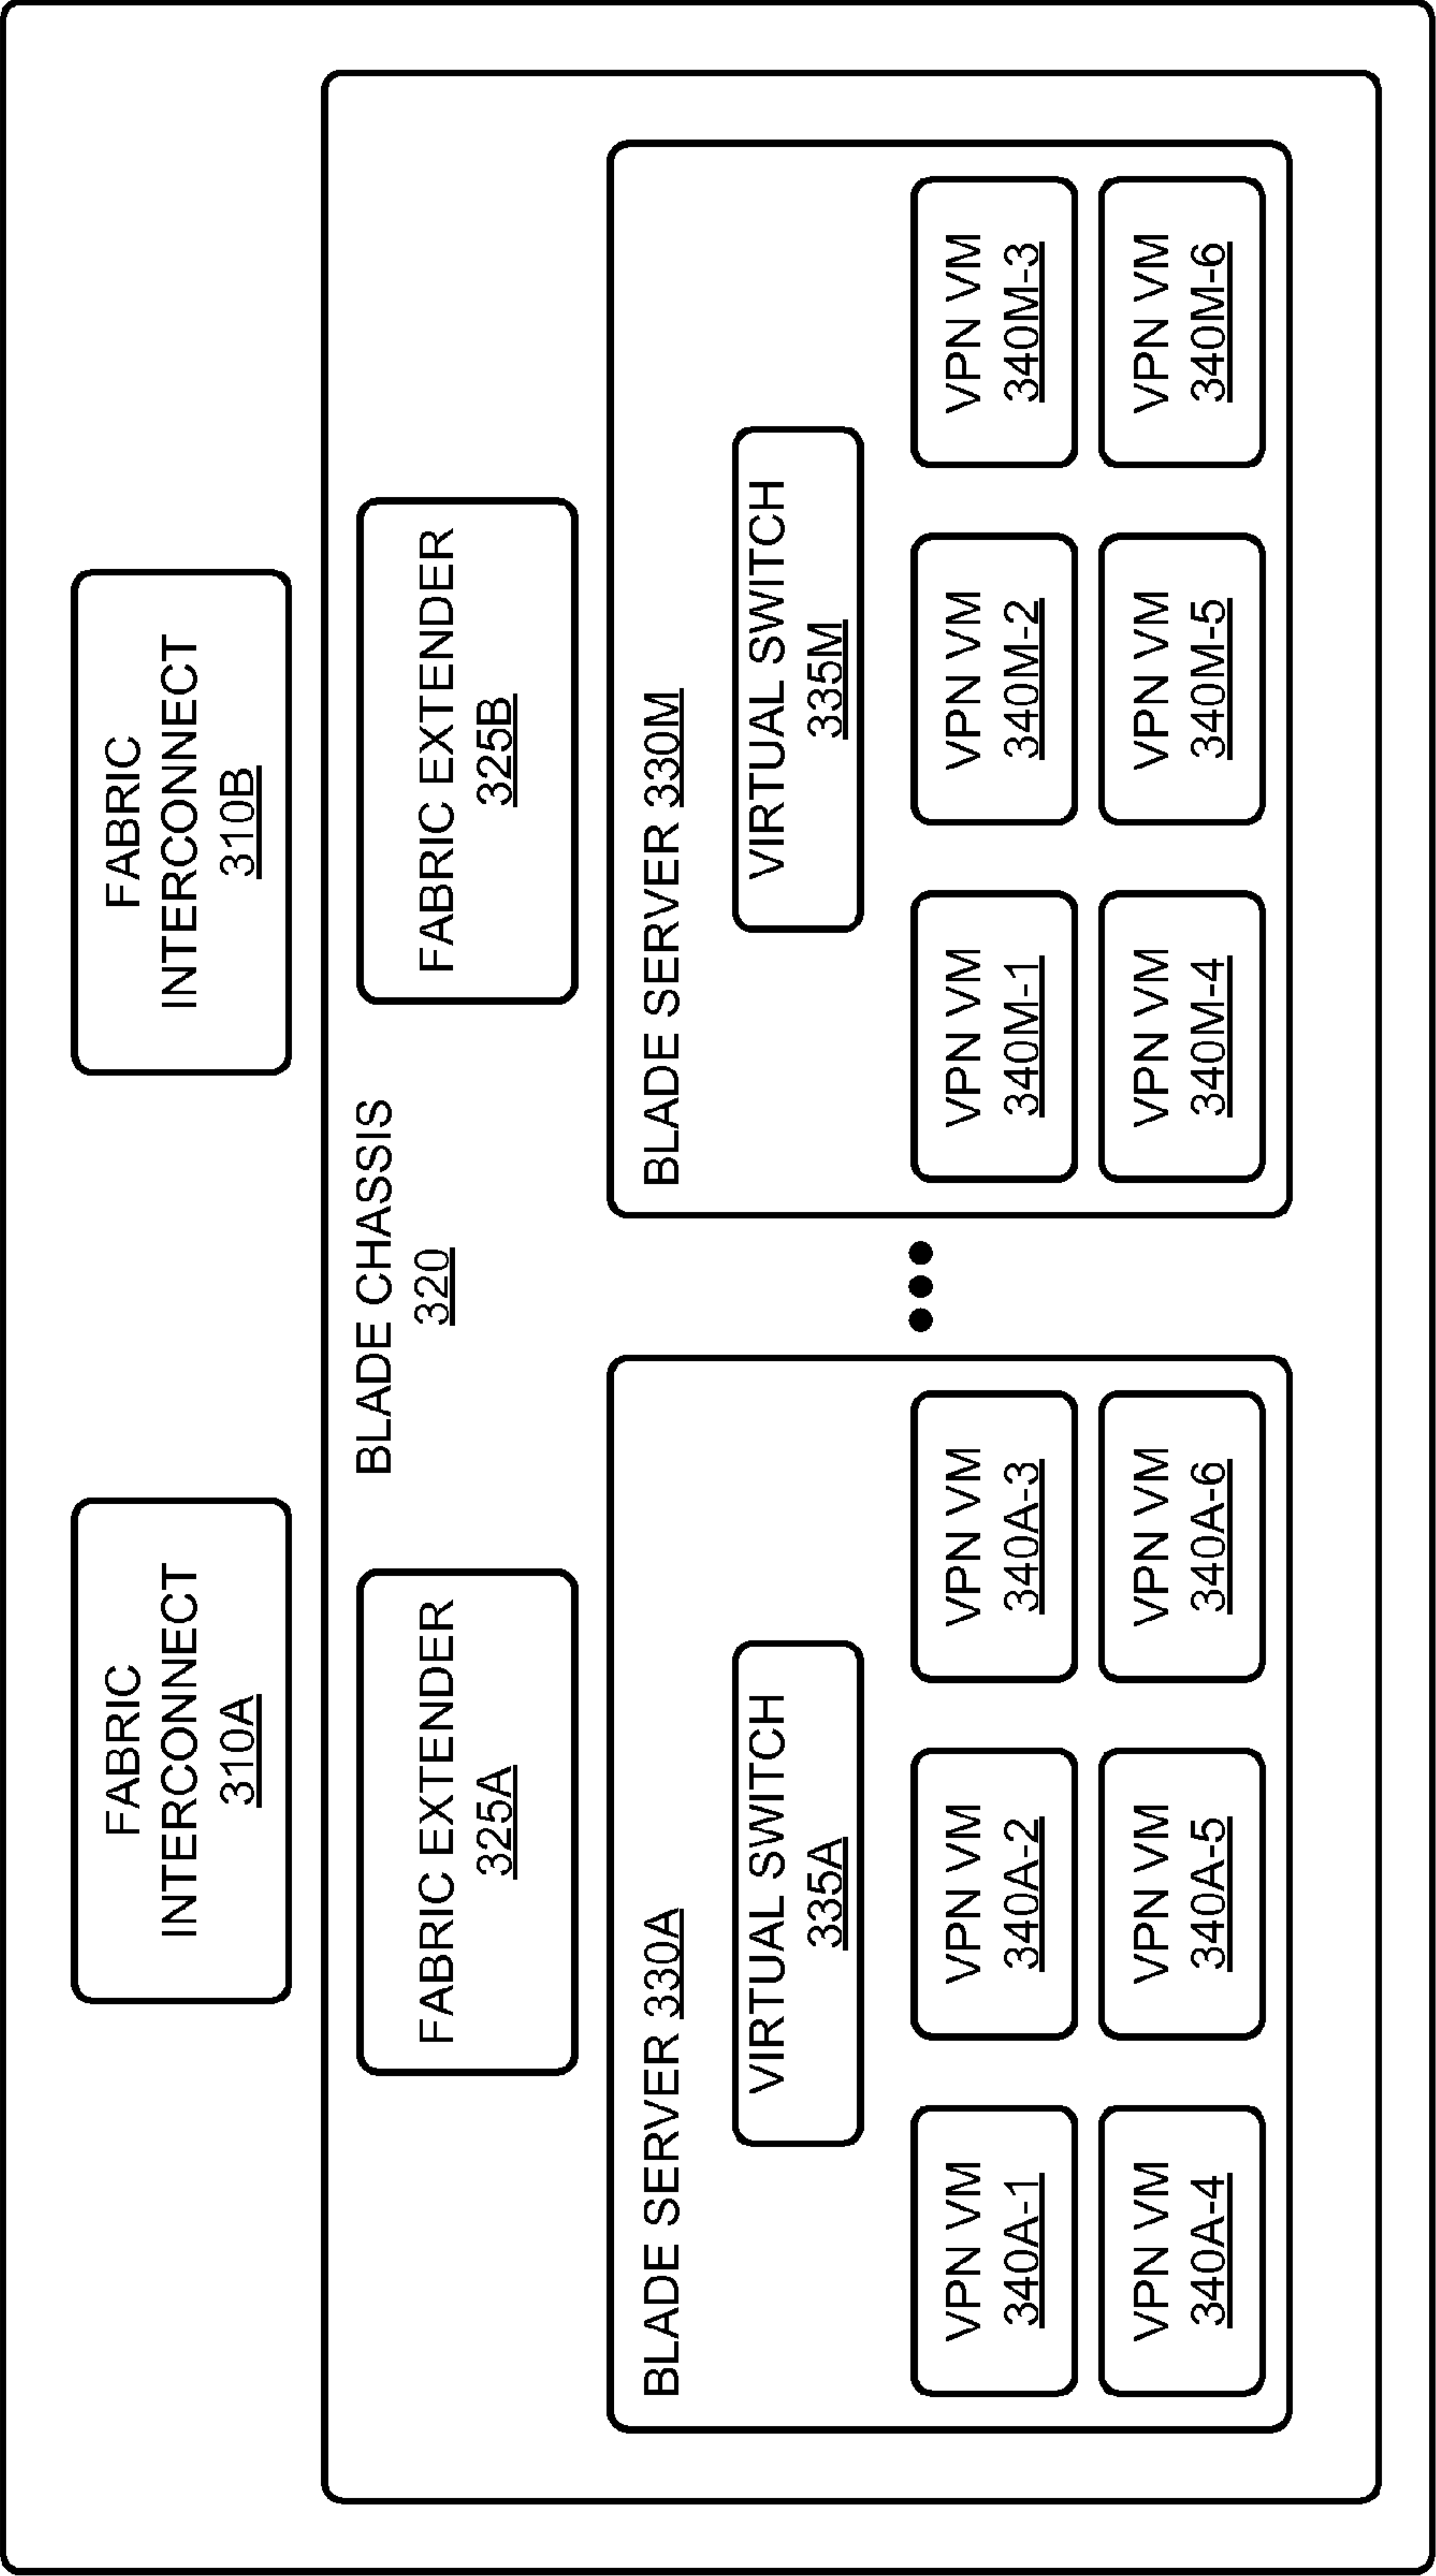 FABRIC
INTERCONNECT
310A
FABRIC
INTERCONNECT
310B
BLADE CHASSIS
320
FABRIC EXTENDER
325A
FABRIC EXTENDER
325B
BLADE SERVER 330A
VIRTUAL SWITCH
335A
VPN VM
340A-1
VPN VM
340A-2
VPN VM
340A-3
VPN VM
340A-4
VPN VM
340A-5
VPN VM
340A-6
BLADE SERVER 330M
VIRTUAL SWITCH
335M
VPN VM
340M-1
VPN VM
340M-2
VPN VM
340M-3
VPN VM
340M-4
VPN VM
340M-5
VPN VM
340M-6